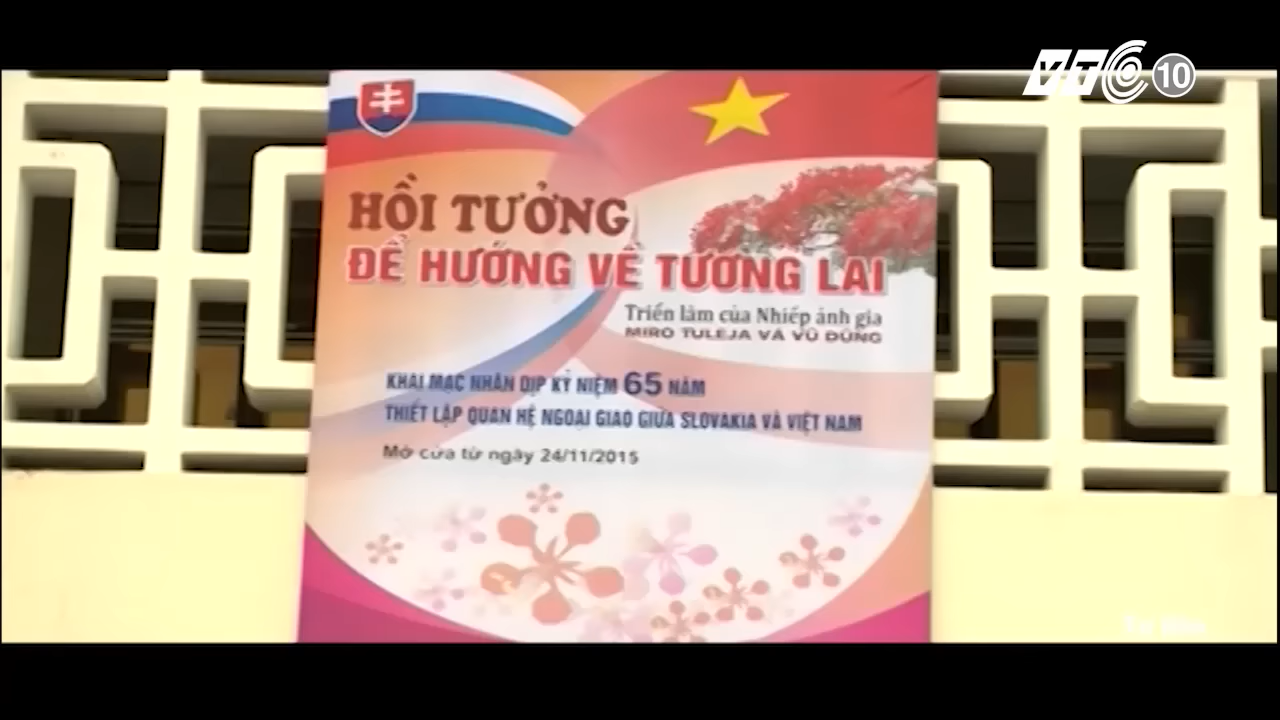 VTC 10
HỒI TƯỞNG
ĐỂ HƯỚNG VỀ TƯƠNG LAI
Triển lãm của Nhiếp ảnh gia
MIRO TULEJA VÀ VŨ DŨNG
KHAI MẠC NHÂN DỊP KỶ NIỆM 65 NĂM
THIẾT LẬP QUAN HỆ NGOẠI GIAO GIỮA SLOVAKIA VÀ VIỆT NAM
Mở cửa từ ngày 24/11/2015